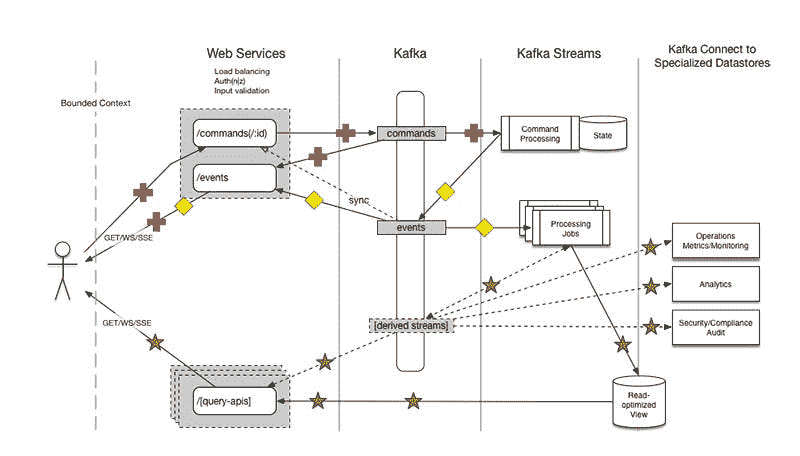 Web Services
Kafka
Kafka Streams
Kafka Connect to
Specialized Datastores
Load balancing
Auth(n|z)
Input validation
Bounded Context
/commands(/:id)
commands
Command
Processing
State
/events
sync
events
Processing
Jobs
GET/WS/SSE
Operations
Metrics/Monitoring
Analytics
Security/Compliance
Audit
[derived streams]
GET/WS/SSE
/[query-apis]
Read-
optimized
View